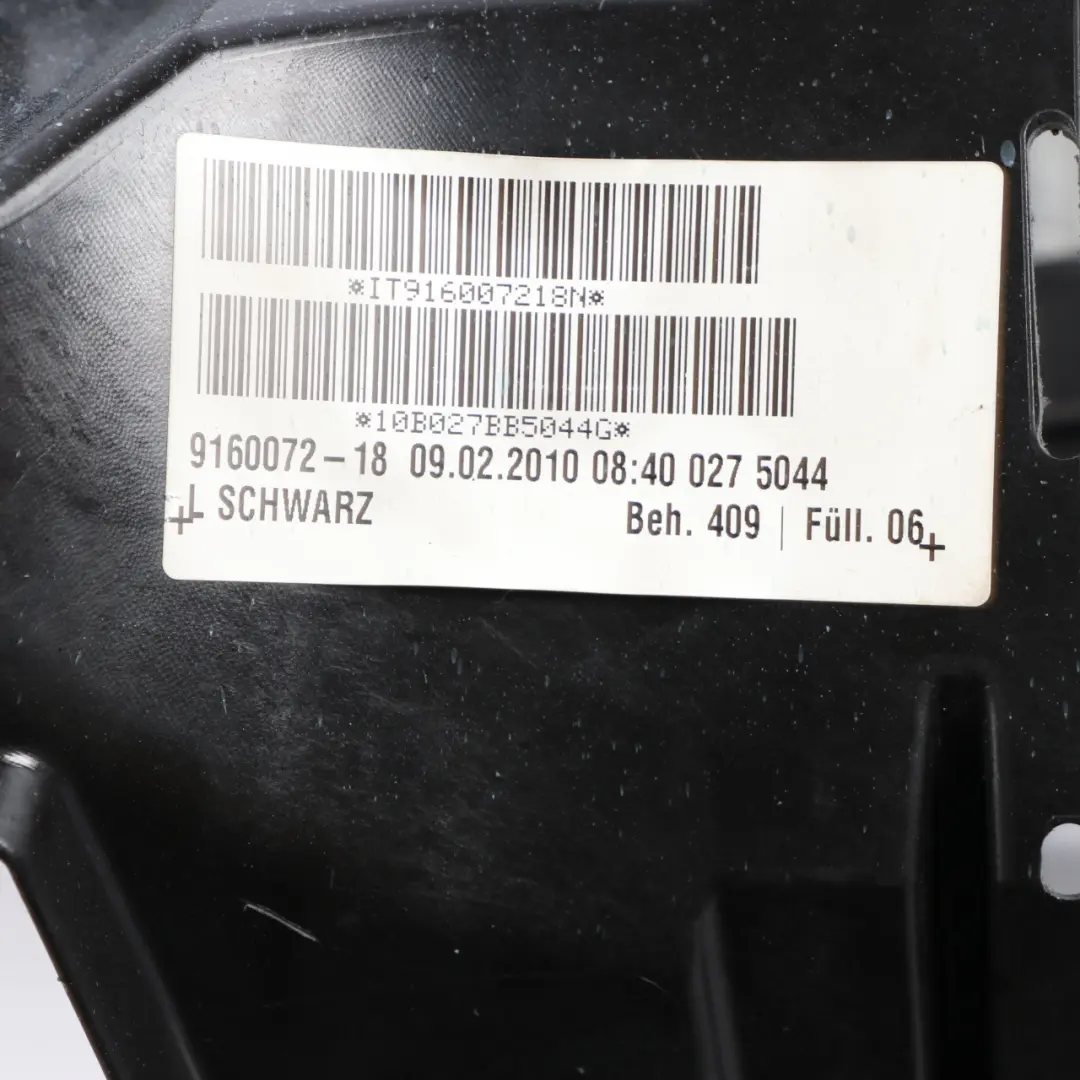 *IT916007218N*
*10B027BB5044G*
9160072-18 09.02.2010 08:40 027 5044
L SCHWARZ Beh. 409 | Füll. 06